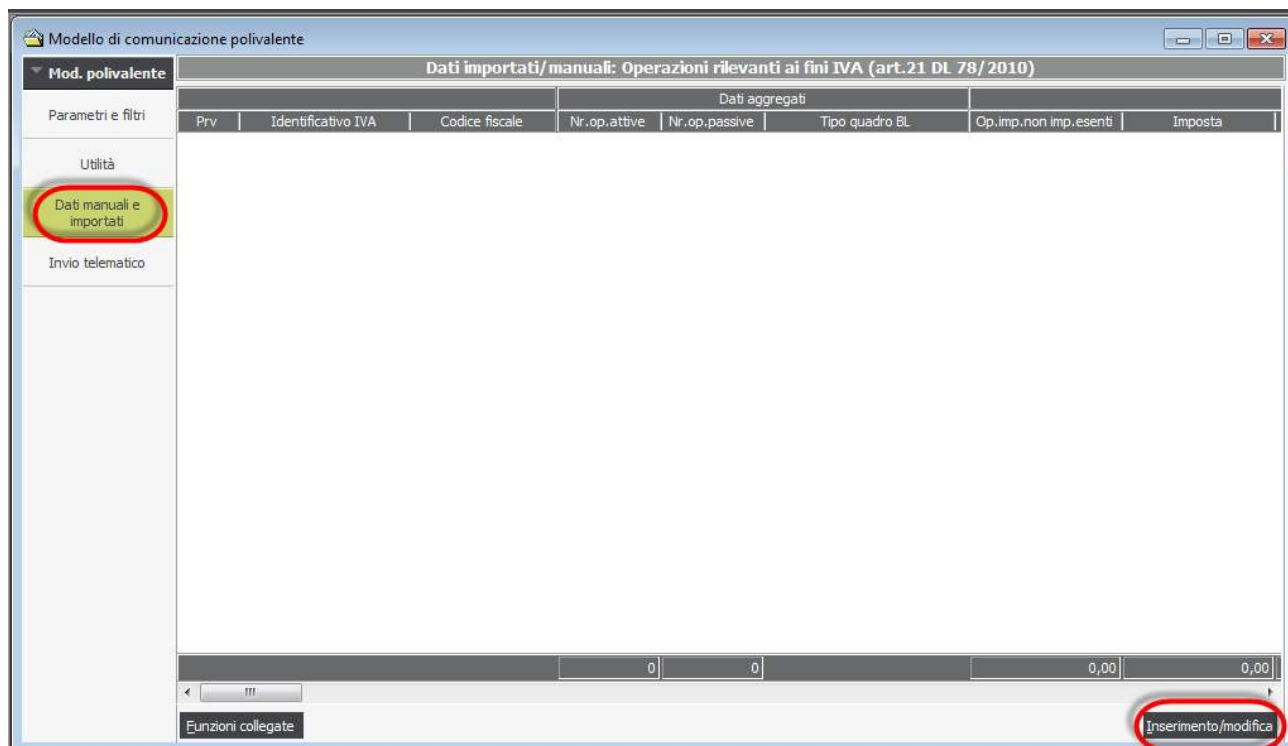 Modello di comunicazione polivalente
Mod. polivalente
Parametri e filtri
Utilità
Dati manuali e
importati
Invio telematico
Dati importati/manuali: Operazioni rilevanti ai fini IVA (art.21 DL 78/2010)
Dati aggregati
Prv Identificativo IVA Codice fiscale Nr.op.attive Nr.op.passive Tipo quadro BL Op.imp.non imp.esenti Imposta
0 0 0,00 0,00
Funzioni collegate Inserimento/modifica